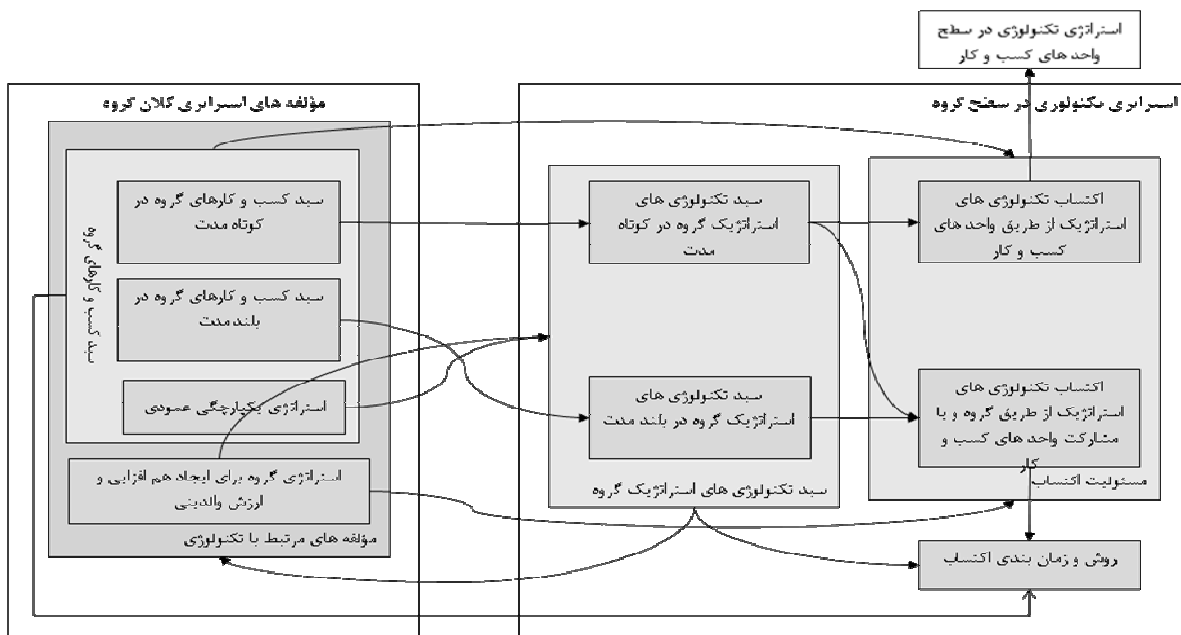 استراتژی تکنولوژی در سطح
واحد های کسب و کار
استراتژی تکنولوژی در سطح گروه
اکتساب تکنولوژی های
استراتژیک از طریق واحد های
کسب و کار
اکتساب تکنولوژی های
استراتژیک از طریق گروه و با
مشارکت واحد های کسب و
کار
مسئولیت اکتساب
روش و زمان بندی اکتساب
سبد تکنولوژی های
استراتژیک گروه در کوتاه
مدت
سبد تکنولوژی های
استراتژیک گروه در بلند مدت
سبد تکنولوژی های استراتژیک گروه
مؤلفه های استراتژی کلان گروه
سبد کسب و کارهای گروه در
کوتاه مدت
سبد کسب و کارهای گروه در
بلند مدت
استراتژی یکپارچگی عمودی
سبد کسب و کارهای گروه
استراتژی گروه برای ایجاد هم افزایی و
ارزش والدینی
مؤلفه های مرتبط با تکنولوژی